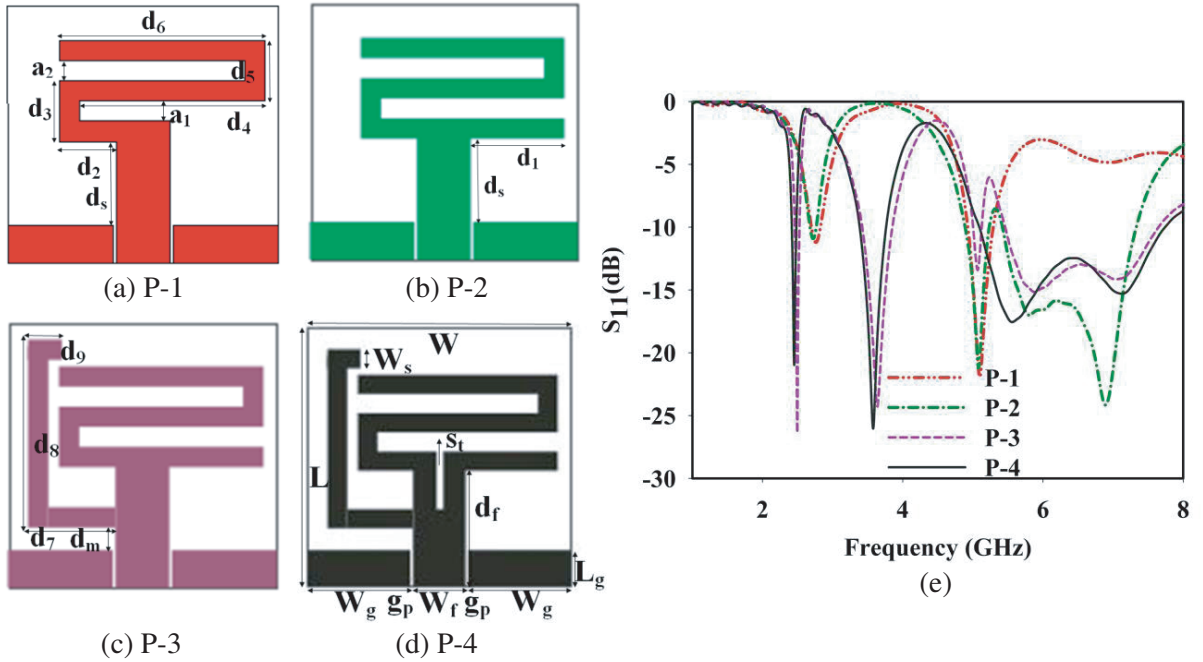 d6
a2
d5
d3
a1
d4
d2
ds
(a) P-1
d1
ds
(b) P-2
d9
d8
d7
dm
(c) P-3
W
Ws
st
L
df
Lg
Wg gp Wf gp Wg
(d) P-4
S11(dB)
0
-5
-10
-15
-20
-25
-30
P-1
P-2
P-3
P-4
2 4 6 8
Frequency (GHz)
(e)